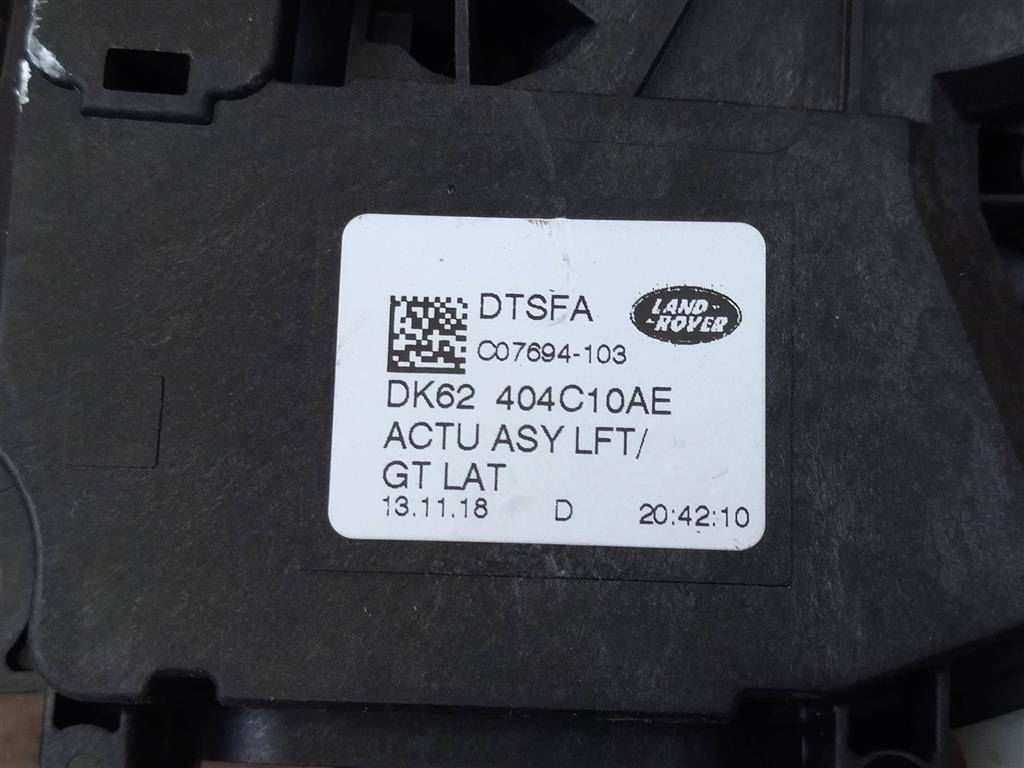 DTSFA
LAND-
-ROVER
C07694-103
DK62 404C10AE
ACTU ASY LFT/
GT LAT
13.11.18 D 20:42:10